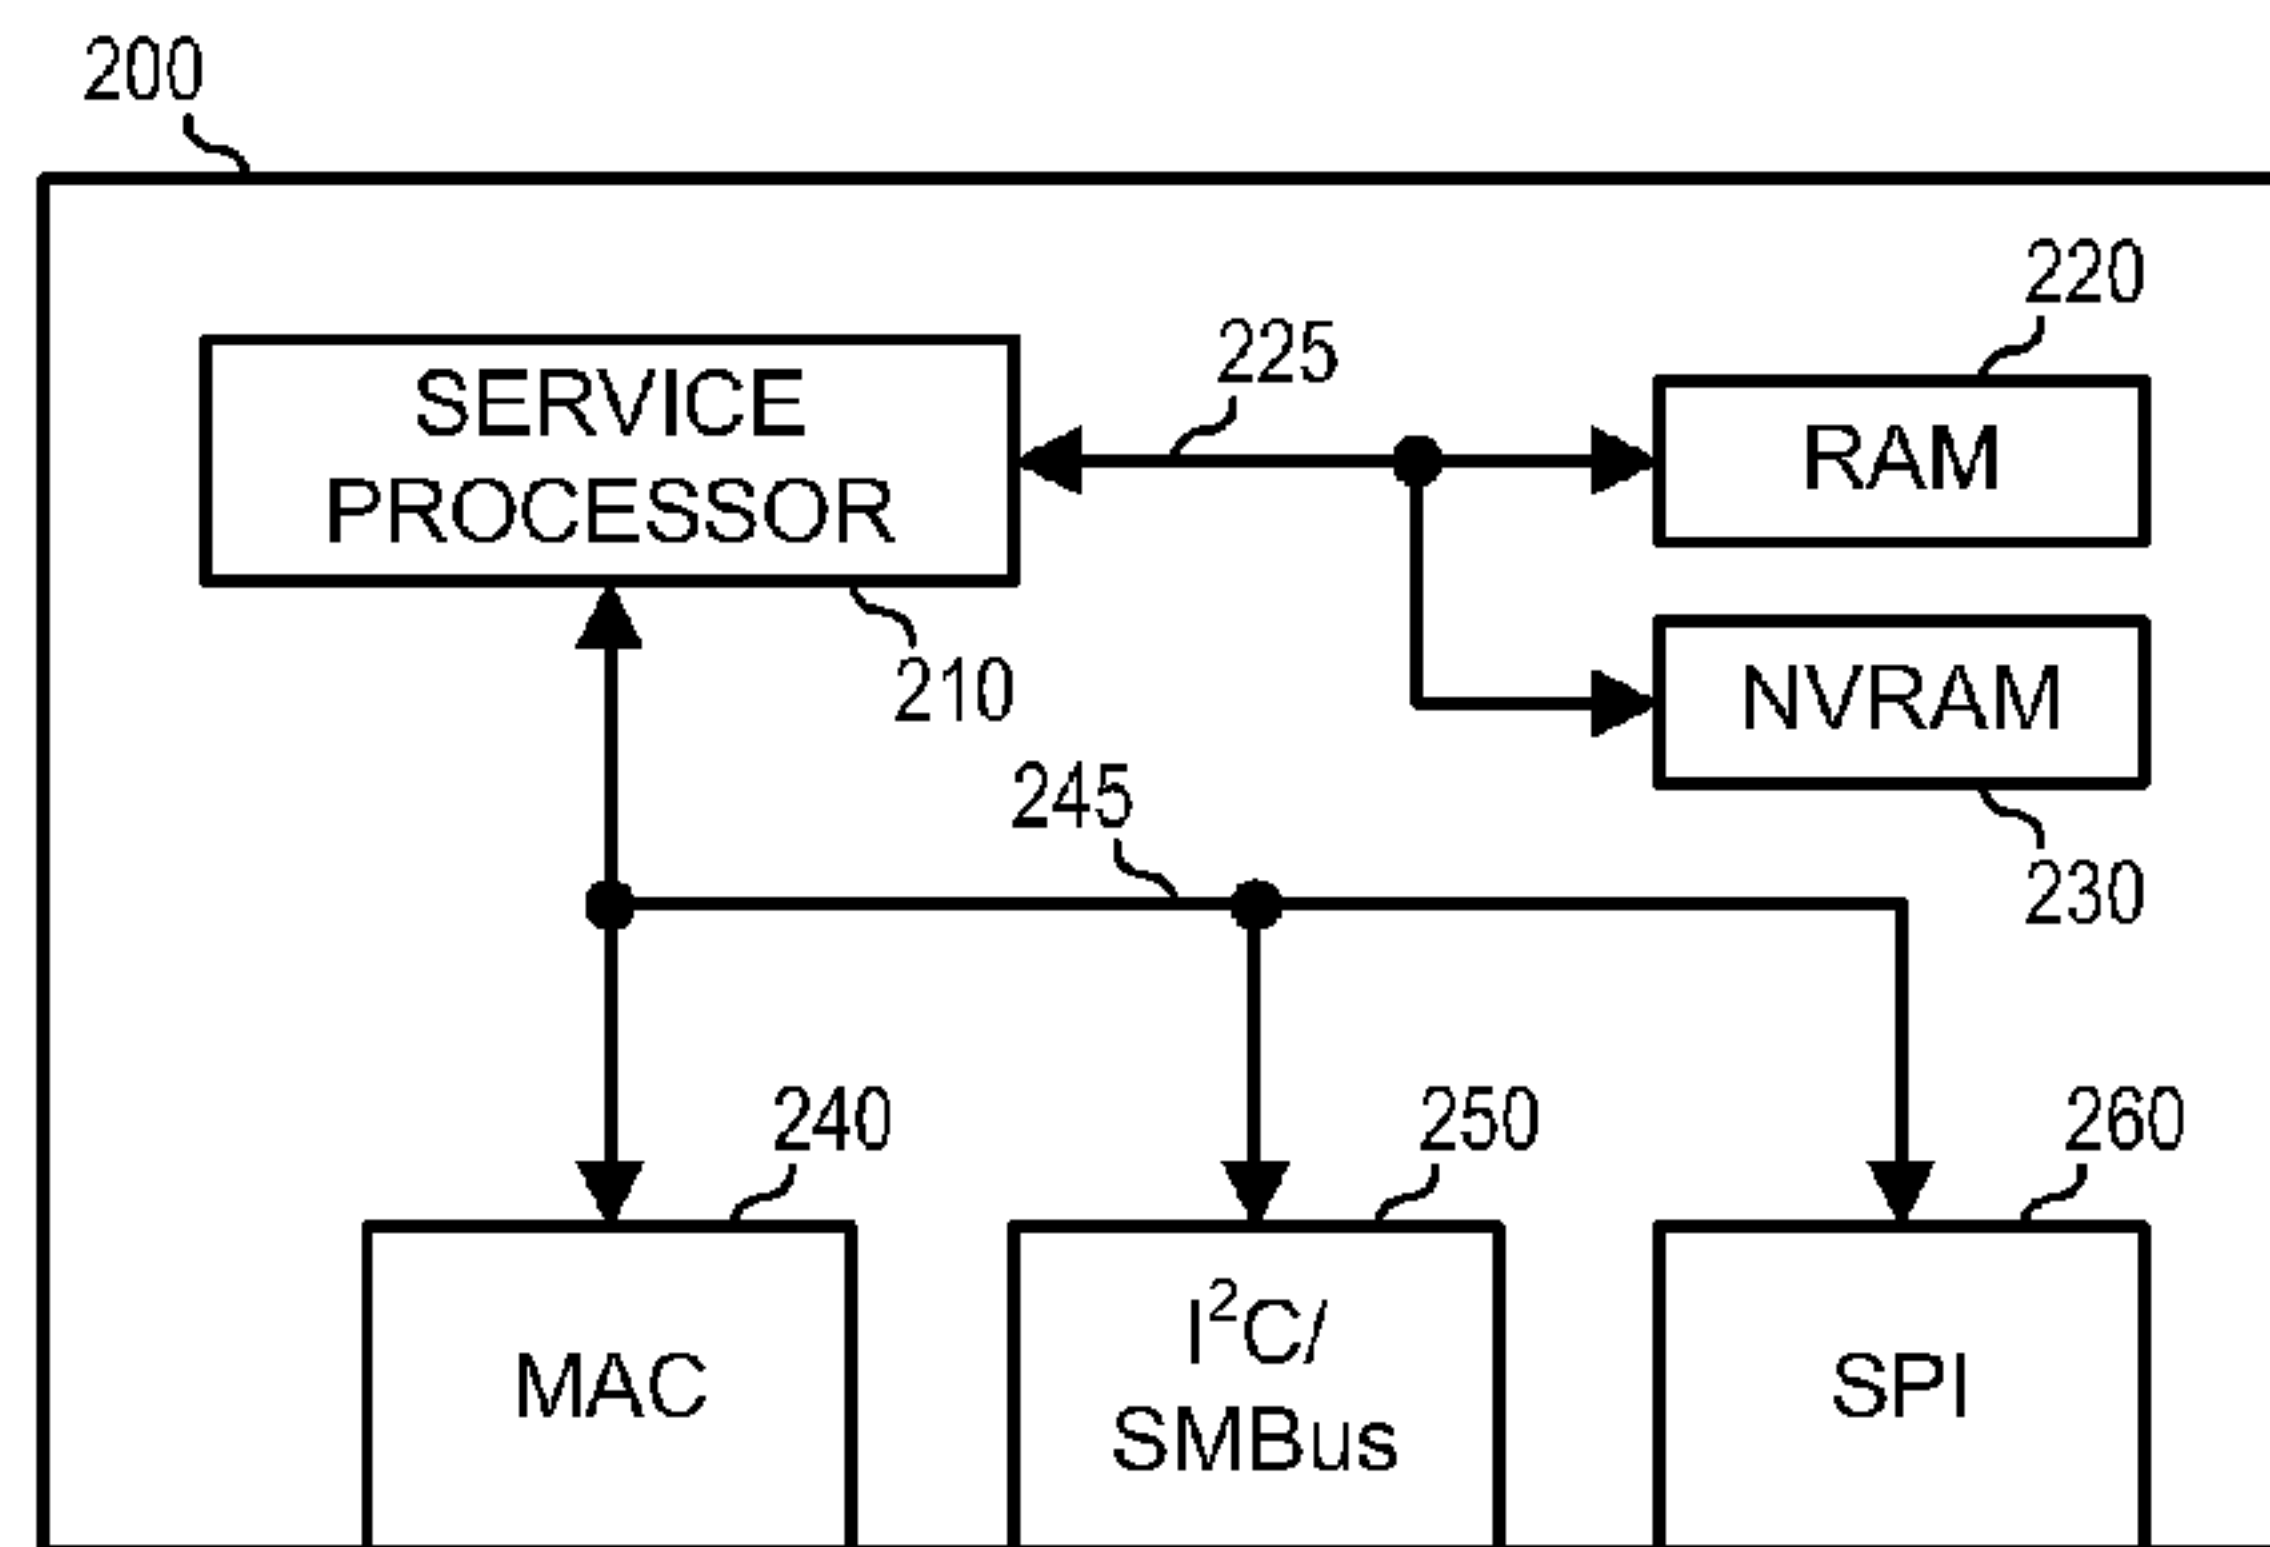 200
220
225
SERVICE
PROCESSOR
RAM
210
NVRAM
245
230
240
250
260
MAC
I²C/
SMBus
SPI